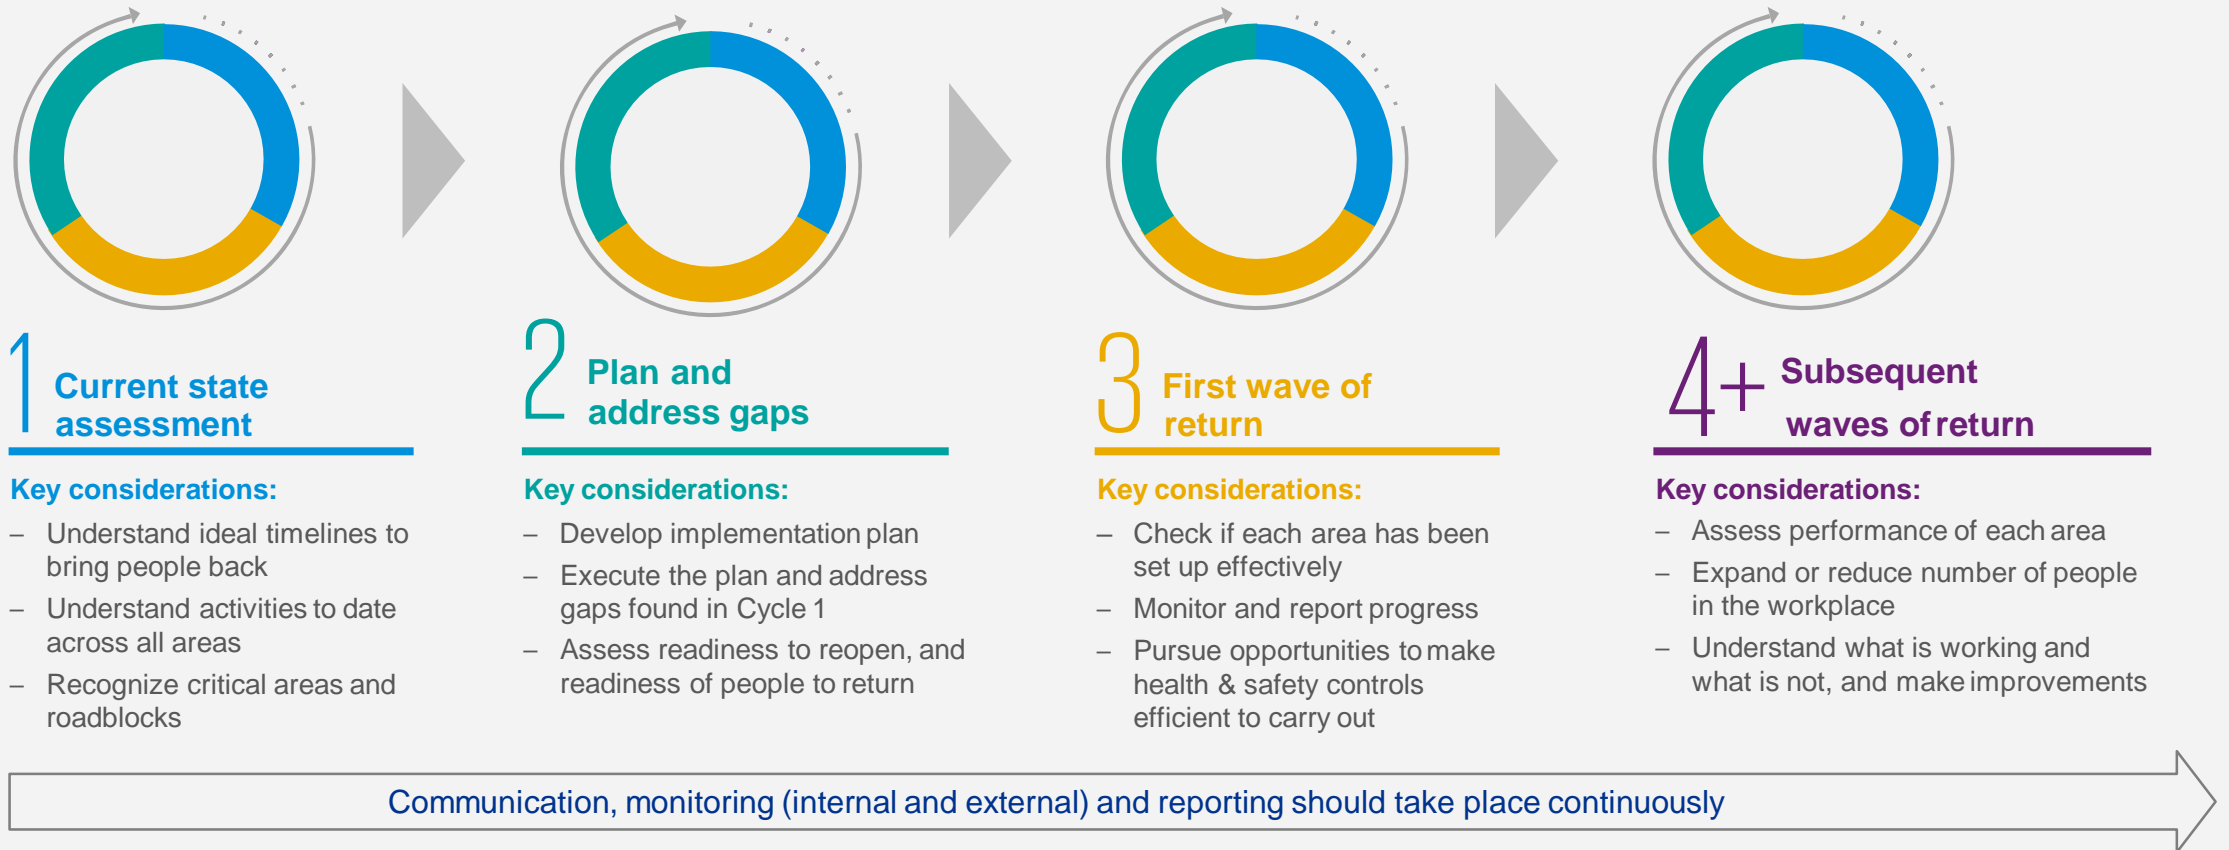 1
Current state
assessment
Key considerations:
– Understand ideal timelines to
bring people back
– Understand activities to date
across all areas
– Recognize critical areas and
roadblocks
2
Plan and
address gaps
Key considerations:
– Develop implementation plan
– Execute the plan and address
gaps found in Cycle 1
– Assess readiness to reopen, and
readiness of people to return
3
First wave of
return
Key considerations:
– Check if each area has been
set up effectively
– Monitor and report progress
– Pursue opportunities to make
health & safety controls
efficient to carry out
4+
Subsequent
waves of return
Key considerations:
– Assess performance of each area
– Expand or reduce number of people
in the workplace
– Understand what is working and
what is not, and make improvements
Communication, monitoring (internal and external) and reporting should take place continuously